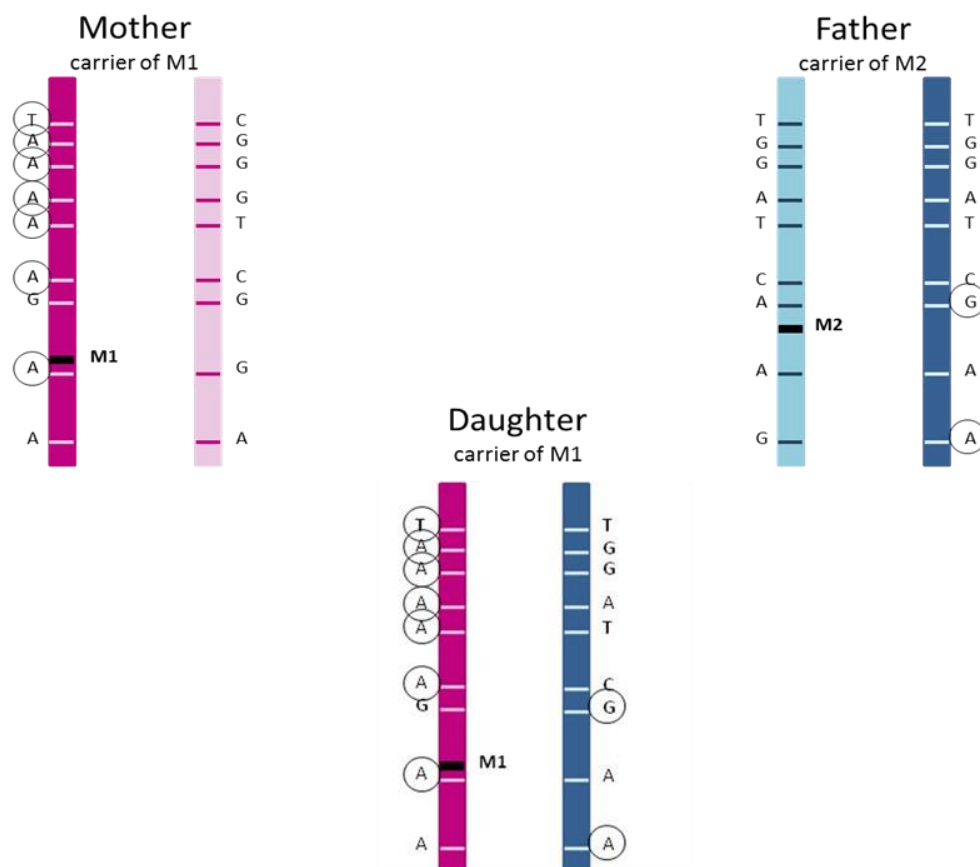 Mother
carrier of M1
Father
carrier of M2
T C T T
A G G G
A G G G
A G A A
A T T T
A C C C
G G A G
M1 M2
A G A A
A A G A
Daughter
carrier of M1
T T
A G
A G
A A
A T
A C
G G
M1
A A
A A